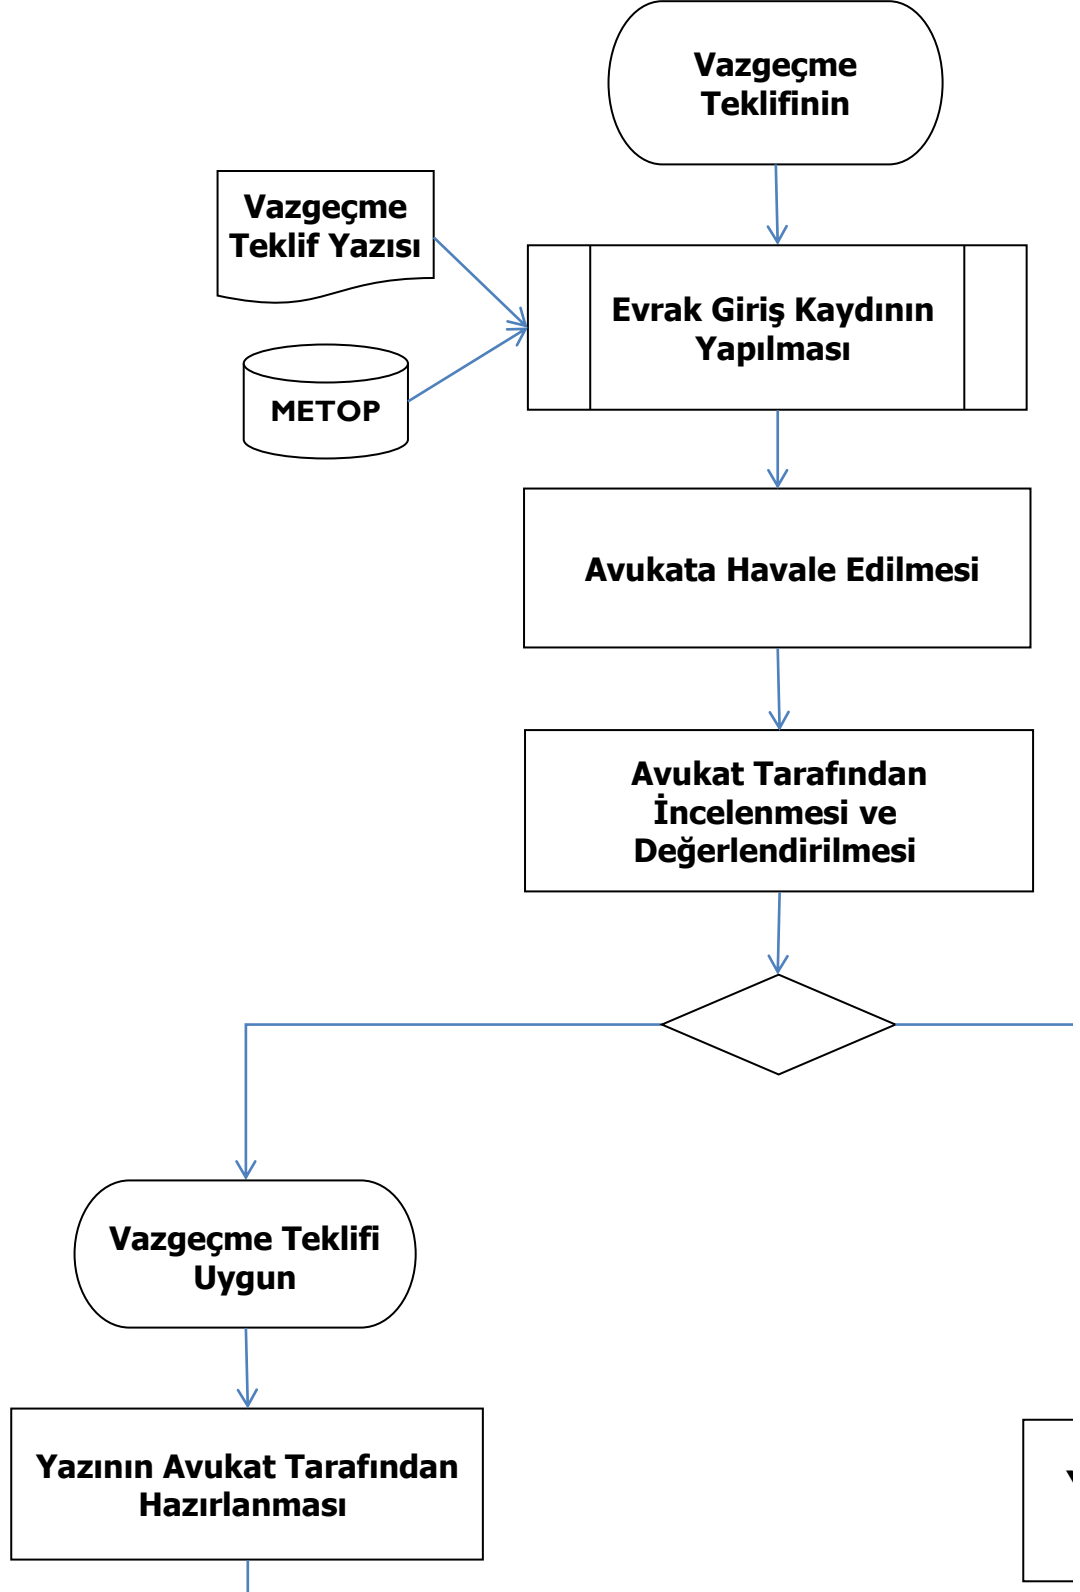 Vazgeçme
Teklifinin
Vazgeçme
Teklif Yazısı
Evrak Giriş Kaydının
Yapılması
METOP
Avukata Havale Edilmesi
Avukat Tarafından
İncelenmesi ve
Değerlendirilmesi
Vazgeçme Teklifi
Uygun
Yazının Avukat Tarafından
Hazırlanması